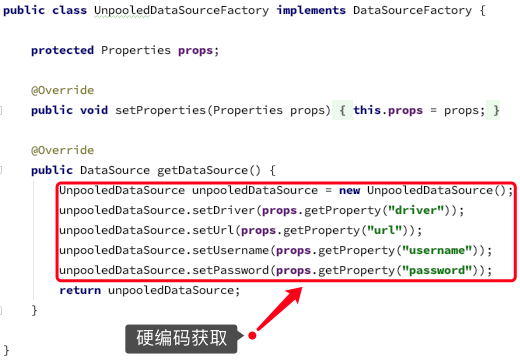 public class UnpooledDataSourceFactory implements DataSourceFactory {
protected Properties props;
@Override
public void setProperties(Properties props) { this.props = props; }
@Override
public DataSource getDataSource() {
UnpooledDataSource unpooledDataSource = new UnpooledDataSource();
unpooledDataSource.setDriver(props.getProperty("driver"));
unpooledDataSource.setUrl(props.getProperty("url"));
unpooledDataSource.setUsername(props.getProperty("username"));
unpooledDataSource.setPassword(props.getProperty("password"));
return unpooledDataSource;
}
硬编码获取
}